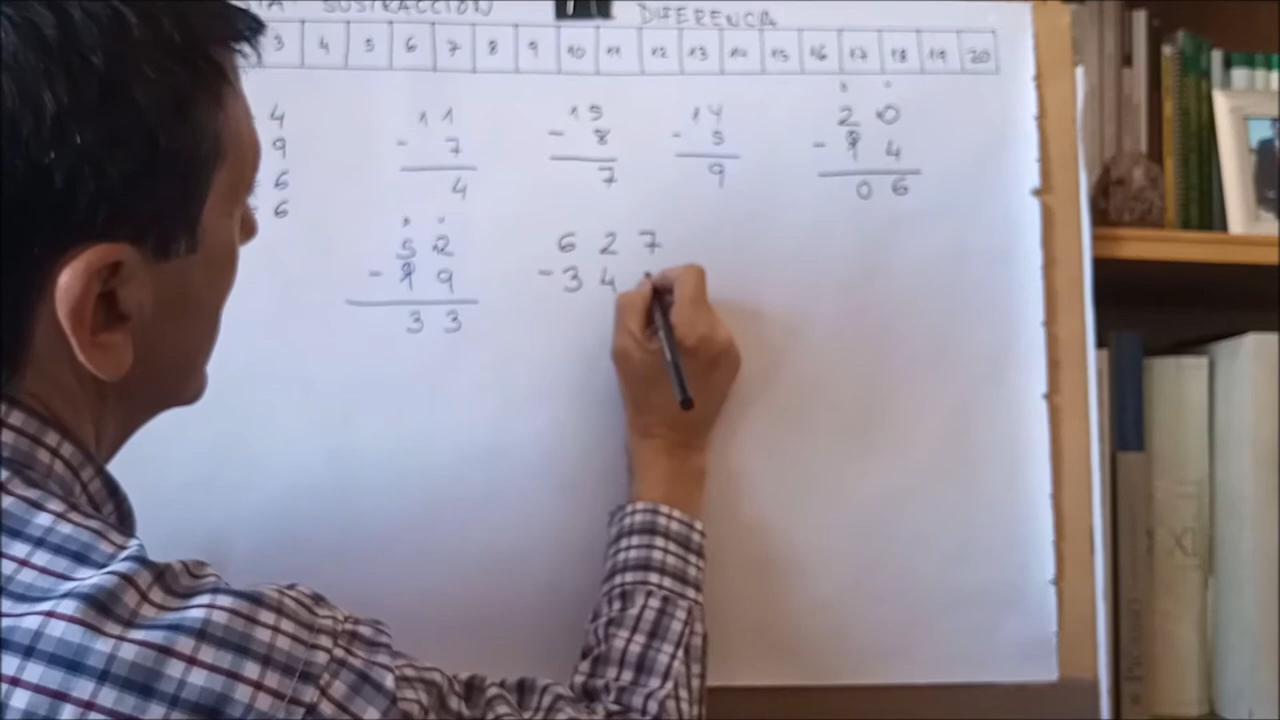 SUSTRACCIÓN DIFERENCA
3 4 5 6 7 8 9 10 11 12 13 14 15 16 17 18 19 20
4 11 15 14 20
9 - 7 - 8 - 5 - 14
6 4 7 9 06
6
52 627
- 19 -34
33